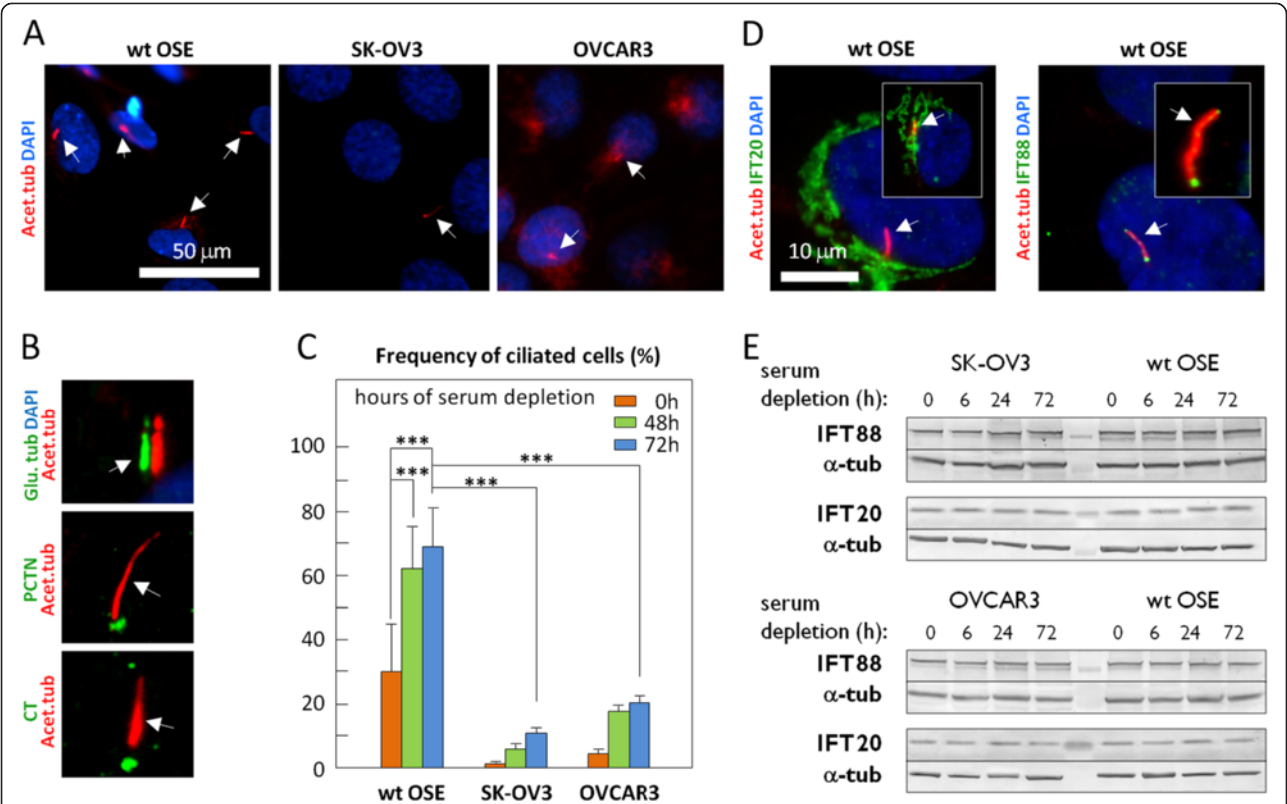 A
wt OSE
SK-OV3
OVCAR3
Acet.tub DAPI
50 μm
B
Glu. tub DAPI
Acet.tub
PCTN
Acet.tub
CT
Acet.tub
C
Frequency of ciliated cells (%)
hours of serum depletion
0h
48h
72h
100
80
60
40
20
0
***
***
***
***
wt OSE
SK-OV3
OVCAR3
D
wt OSE
wt OSE
Acet.tub IFT20 DAPI
10 μm
Acet.tub IFT88 DAPI
E
SK-OV3
wt OSE
serum
depletion (h):
0 6 24 72 0 6 24 72
IFT88
α-tub
IFT20
α-tub
OVCAR3
wt OSE
serum
depletion (h):
0 6 24 72 0 6 24 72
IFT88
α-tub
IFT20
α-tub